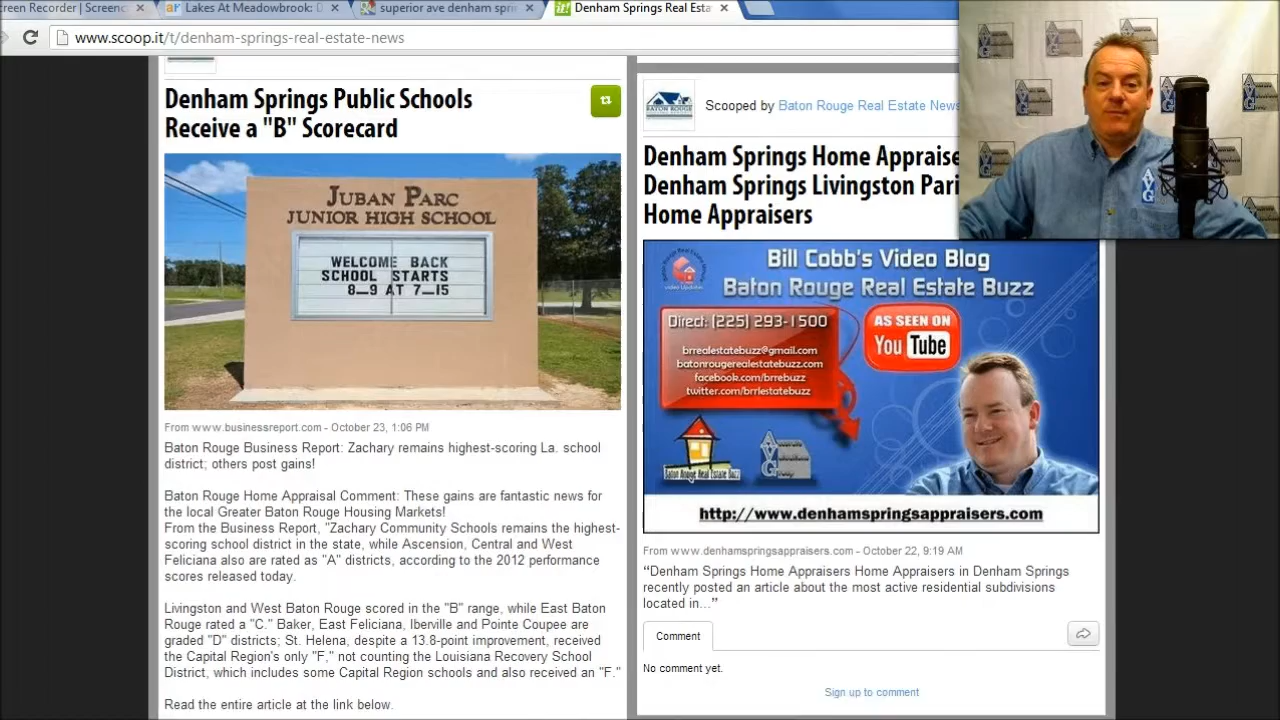 creen Recorder | Screenc
Lakes At Meadowbrook: D
superior ave denham sprin
Denham Springs Real Esta
www.scoop.it/t/denham-springs-real-estate-news
Denham Springs Public Schools
Receive a "B" Scorecard
JUBAN PARC
JUNIOR HIGH SCHOOL
WELCOME BACK
SCHOOL STARTS
8_9 AT 7_15
From www.businessreport.com - October 23, 1:06 PM
Baton Rouge Business Report: Zachary remains highest-scoring La. school
district; others post gains!
Baton Rouge Home Appraisal Comment: These gains are fantastic news for
the local Greater Baton Rouge Housing Markets!
From the Business Report, "Zachary Community Schools remains the highest-
scoring school district in the state, while Ascension, Central and West
Feliciana also are rated as "A" districts, according to the 2012 performance
scores released today.
Livingston and West Baton Rouge scored in the "B" range, while East Baton
Rouge rated a "C." Baker, East Feliciana, Iberville and Pointe Coupee are
graded "D" districts; St. Helena, despite a 13.8-point improvement, received
the Capital Region's only "F," not counting the Louisiana Recovery School
District, which includes some Capital Region schools and also received an "F."
Read the entire article at the link below.
BATON ROUGE
Scooped by Baton Rouge Real Estate News
Denham Springs Home Appraise
Denham Springs Livingston Pari
Home Appraisers
Bill Cobb's Video Blog
Baton Rouge Real Estate Buzz
Direct: (225) 293-1500
brrealestatebuzz@gmail.com
batonrougerealestatebuzz.com
facebook.com/brrebuzz
twitter.com/brrlestatebuzz
AS SEEN ON
You Tube
Baton Rouge Real Estate Buzz
AVG
http://www.denhamspringsappraisers.com
From www.denhamspringsappraisers.com - October 22, 9:19 AM
“Denham Springs Home Appraisers Home Appraisers in Denham Springs
recently posted an article about the most active residential subdivisions
located in...”
Comment
No comment yet.
Sign up to comment
AVG